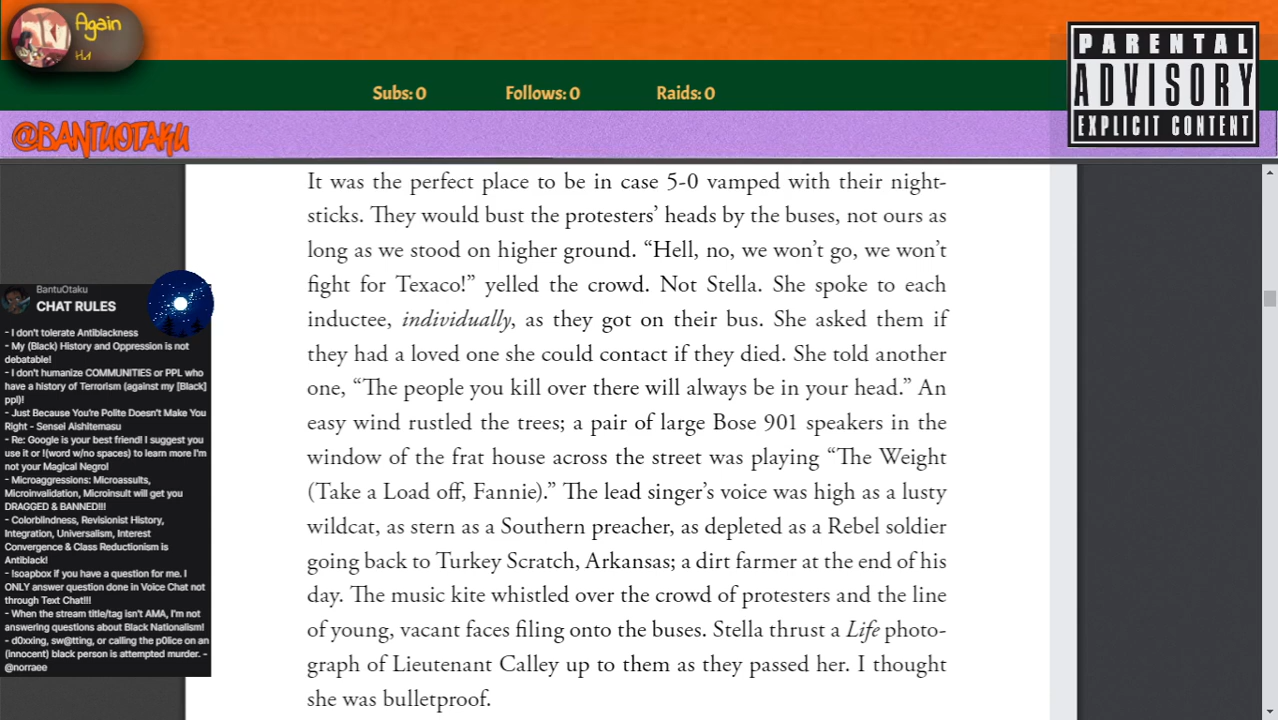 Again
Subs: 0
Follows: 0
Raids: 0
PARENTAL
ADVISORY
EXPLICIT CONTENT
@BANTUOTAKU
It was the perfect place to be in case 5-0 vamped with their night-
sticks. They would bust the protesters’ heads by the buses, not ours as
long as we stood on higher ground. “Hell, no, we won’t go, we won’t
fight for Texaco!” yelled the crowd. Not Stella. She spoke to each
inductee, individually, as they got on their bus. She asked them if
they had a loved one she could contact if they died. She told another
one, “The people you kill over there will always be in your head.” An
easy wind rustled the trees; a pair of large Bose 901 speakers in the
window of the frat house across the street was playing “The Weight
(Take a Load off, Fannie).” The lead singer’s voice was high as a lusty
wildcat, as stern as a Southern preacher, as depleted as a Rebel soldier
going back to Turkey Scratch, Arkansas; a dirt farmer at the end of his
day. The music kite whistled over the crowd of protesters and the line
of young, vacant faces filing onto the buses. Stella thrust a Life photo-
graph of Lieutenant Calley up to them as they passed her. I thought
she was bulletproof.
BantuOtaku
CHAT RULES
- I don't tolerate Antiblackness
- My (Black) History and Oppression is not
debatable!
- I don't humanize COMMUNITIES or PPL who
have a history of Terrorism (against my [Black]
ppl)!
- Just Because You're Polite Doesn't Make You
Right - Sensei Aishitemasu
- Re: Google is your best friend! I suggest you
use it or !(word w/no spaces) to learn more I'm
not your Magical Negro!
- Microaggressions: Microassults,
Microinvalidation, Microinsult will get you
DRAGGED & BANNED!!!
- Colorblindness, Revisionist History,
Integration, Universalism, Interest
Convergence & Class Reductionism is
Antiblack!
- !soapbox if you have a question for me. I
ONLY answer question done in Voice Chat not
through Text Chat!!!
- When the stream title/tag isn't AMA, I'm not
answering questions about Black Nationalism!
- d0xxing, sw@tting, or calling the p0lice on an
(innocent) black person is attempted murder. -
@norraee